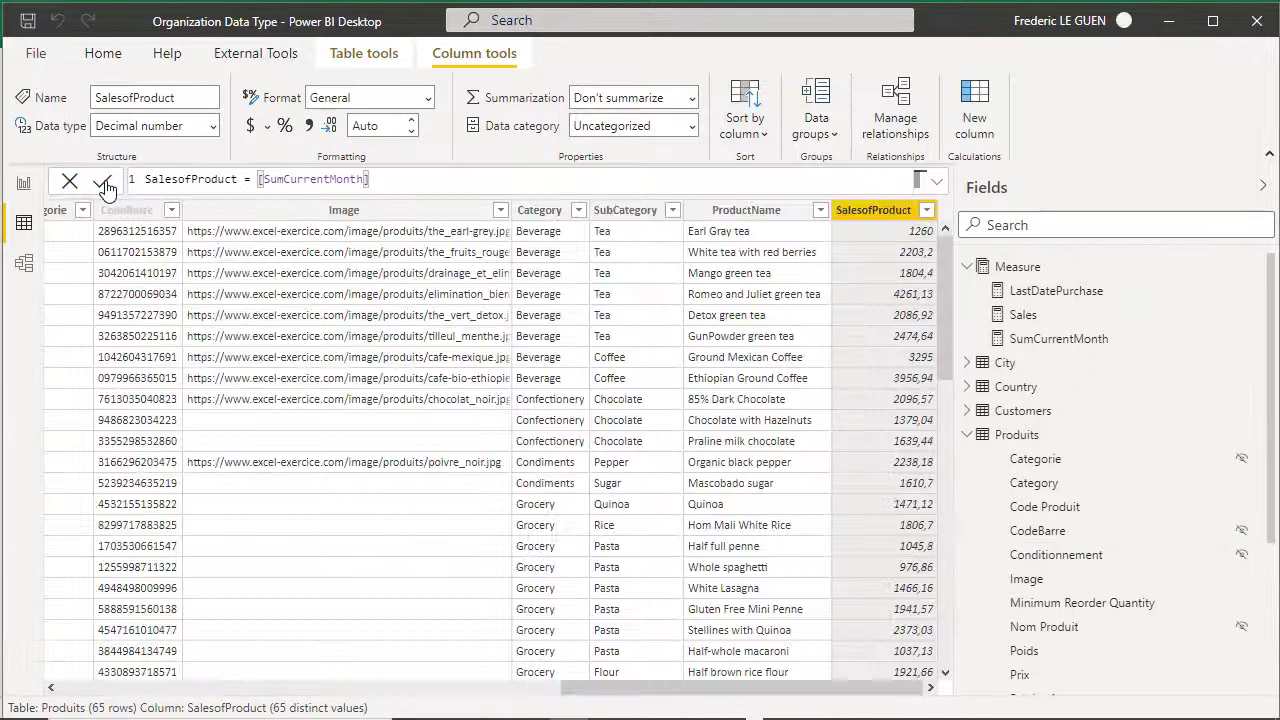 Organization Data Type - Power BI Desktop
Search
Frederic LE GUEN
File Home Help External Tools Table tools Column tools
Name SalesofProduct
Data type Decimal number
Structure
Format General
$ % 9 Auto
Formatting
Summarization Don't summarize
Data category Uncategorized
Properties
Sort by column
Sort
Data groups
Groups
Manage relationships
Relationships
New column
Calculations
1 SalesofProduct = [SumCurrentMonth]
gorie CodeBarre Image Category SubCategory ProductName SalesofProduct
2896312516357 https://www.excel-exercice.com/image/produits/the_earl-grey.jpg Beverage Tea Earl Gray tea 1260
0611702153879 https://www.excel-exercice.com/image/produits/the_fruits_rouge Beverage Tea White tea with red berries 2203,2
3042061410197 https://www.excel-exercice.com/image/produits/drainage_et_elin Beverage Tea Mango green tea 1804,4
8722700069034 https://www.excel-exercice.com/image/produits/elimination_bien Beverage Tea Romeo and Juliet green tea 4261,13
9491357227390 https://www.excel-exercice.com/image/produits/the_vert_detox.j Beverage Tea Detox green tea 2086,92
3263850225116 https://www.excel-exercice.com/image/produits/tilleul_menthe.jp Beverage Tea GunPowder green tea 2474,64
1042604317691 https://www.excel-exercice.com/image/produits/cafe-mexique.jpg Beverage Coffee Ground Mexican Coffee 3295
0979966365015 https://www.excel-exercice.com/image/produits/cafe-bio-ethiopie Beverage Coffee Ethiopian Ground Coffee 3956,94
7613035040823 https://www.excel-exercice.com/image/produits/chocolat_noir.jpg Confectionery Chocolate 85% Dark Chocolate 2096,57
9486823034223 Confectionery Chocolate Chocolate with Hazelnuts 1379,04
3355298532860 Confectionery Chocolate Praline milk chocolate 1639,44
3166296203475 https://www.excel-exercice.com/image/produits/poivre_noir.jpg Condiments Pepper Organic black pepper 2238,18
5239234635219 Condiments Sugar Mascobado sugar 1610,7
4532155135822 Grocery Quinoa Quinoa 1471,12
8299717883825 Grocery Rice Hom Mali White Rice 1806,7
1703530661547 Grocery Pasta Half full penne 1045,8
1255998711322 Grocery Pasta Whole spaghetti 976,86
4948498009996 Grocery Pasta White Lasagna 1466,16
5888591560138 Grocery Pasta Gluten Free Mini Penne 1941,57
4547161010477 Grocery Pasta Stellines with Quinoa 2373,03
3844984134749 Grocery Pasta Half-whole macaroni 1037,13
4330893718571 Grocery Flour Half brown rice flour 1921,66
Fields
Search
Measure
LastDatePurchase
Sales
SumCurrentMonth
City
Country
Customers
Produits
Categorie
Category
Code Produit
CodeBarre
Conditionnement
Image
Minimum Reorder Quantity
Nom Produit
Poids
Prix
Table: Produits (65 rows) Column: SalesofProduct (65 distinct values)